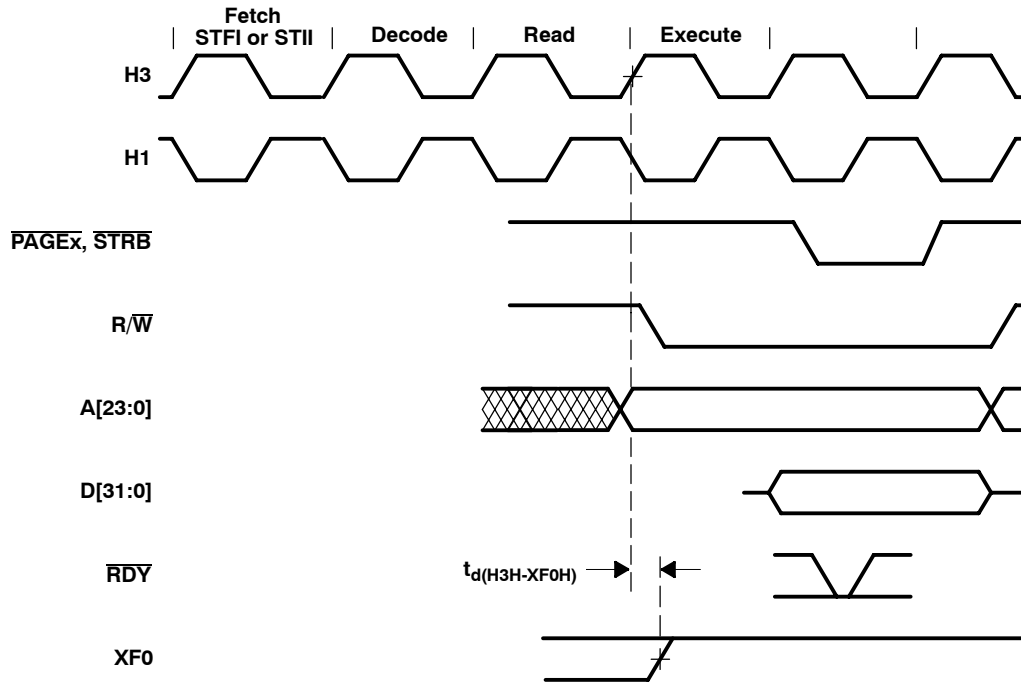 Fetch
STFI or STII
Decode
Read
Execute
H3
H1
PAGEx, STRB
R/W
A[23:0]
D[31:0]
RDY
td(H3H-XF0H)
XF0